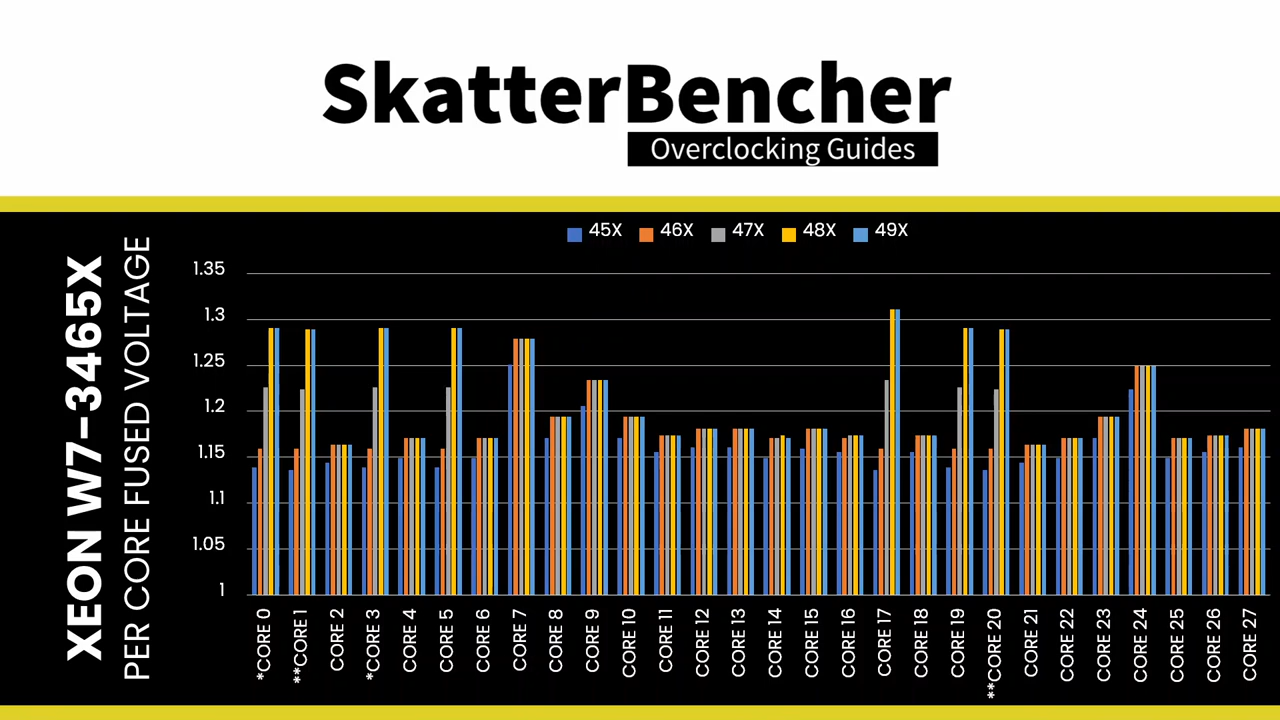 SkatterBencher
Overclocking Guides
XEON W7-3465X
PER CORE FUSED VOLTAGE
45X 46X 47X 48X 49X
1.35
1.3
1.25
1.2
1.15
1.1
1.05
1
*CORE 0
**CORE 1
CORE 2
*CORE 3
CORE 4
CORE 5
CORE 6
CORE 7
CORE 8
CORE 9
CORE 10
CORE 11
CORE 12
CORE 13
CORE 14
CORE 15
CORE 16
CORE 17
CORE 18
CORE 19
**CORE 20
CORE 21
CORE 22
CORE 23
CORE 24
CORE 25
CORE 26
CORE 27